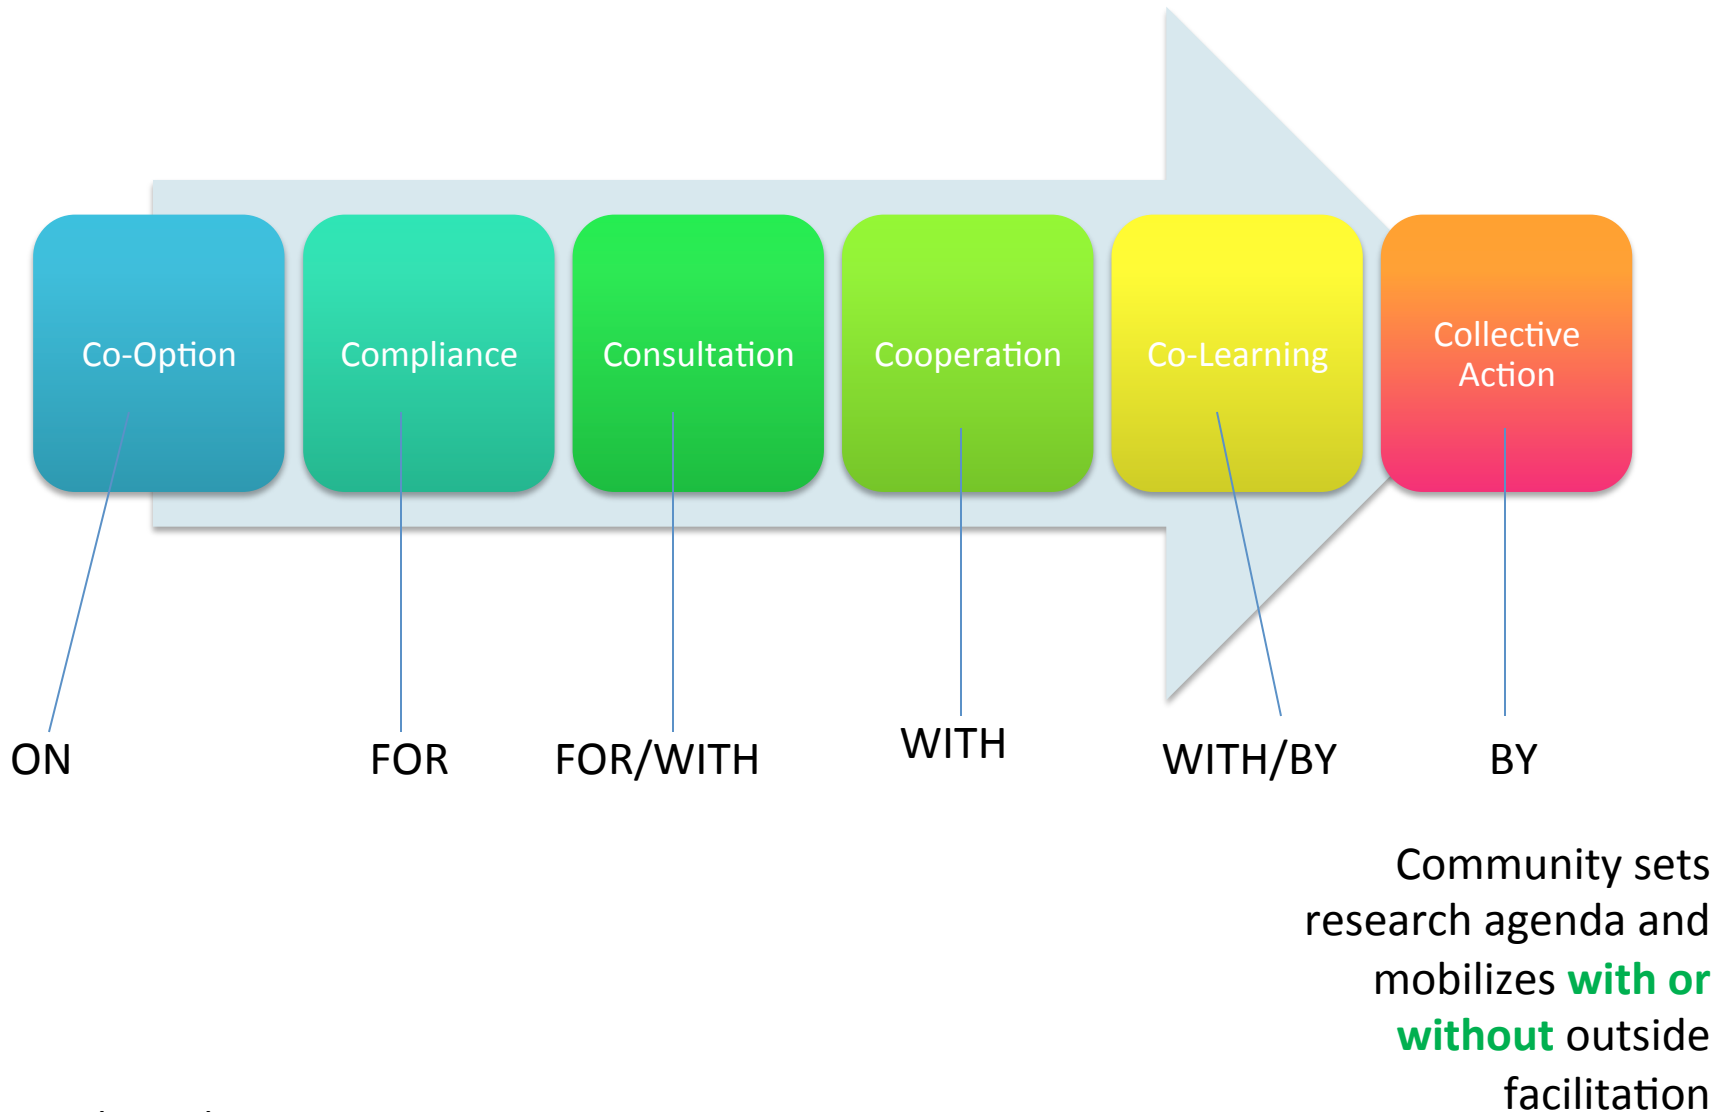 Co-Option
Compliance
Consultation
Cooperation
Co-Learning
Collective
Action
ON
FOR
FOR/WITH
WITH
WITH/BY
BY
Community sets
research agenda and
mobilizes with or
without outside
facilitation